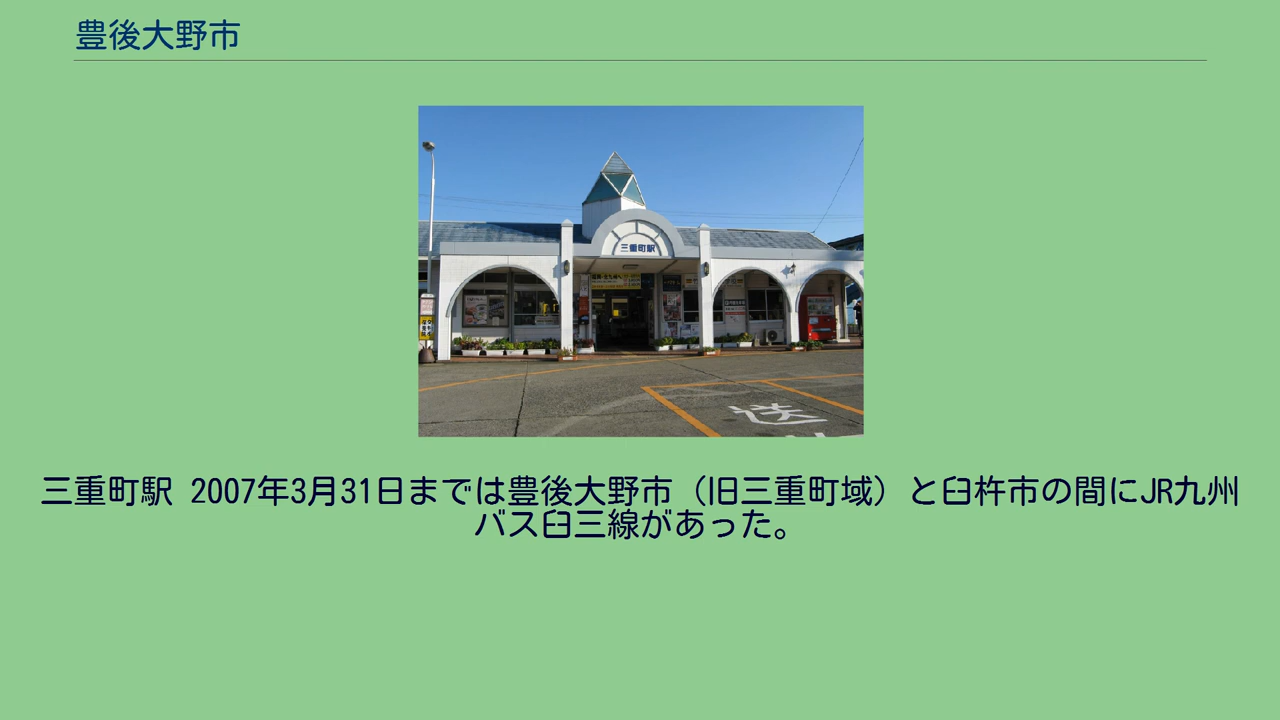 豊後大野市
三重町駅
送
三重町駅 2007年3月31日までは豊後大野市（旧三重町域）と臼杵市の間にJR九州
バス臼三線があった。